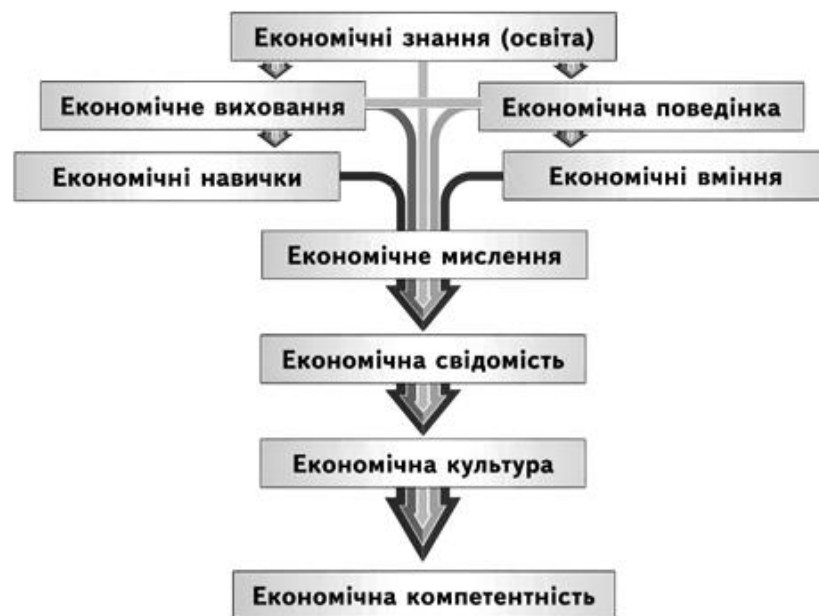 Економічні знання (освіта)
Економічне виховання
Економічна поведінка
Економічні навички
Економічні вміння
Економічне мислення
Економічна свідомість
Економічна культура
Економічна компетентність